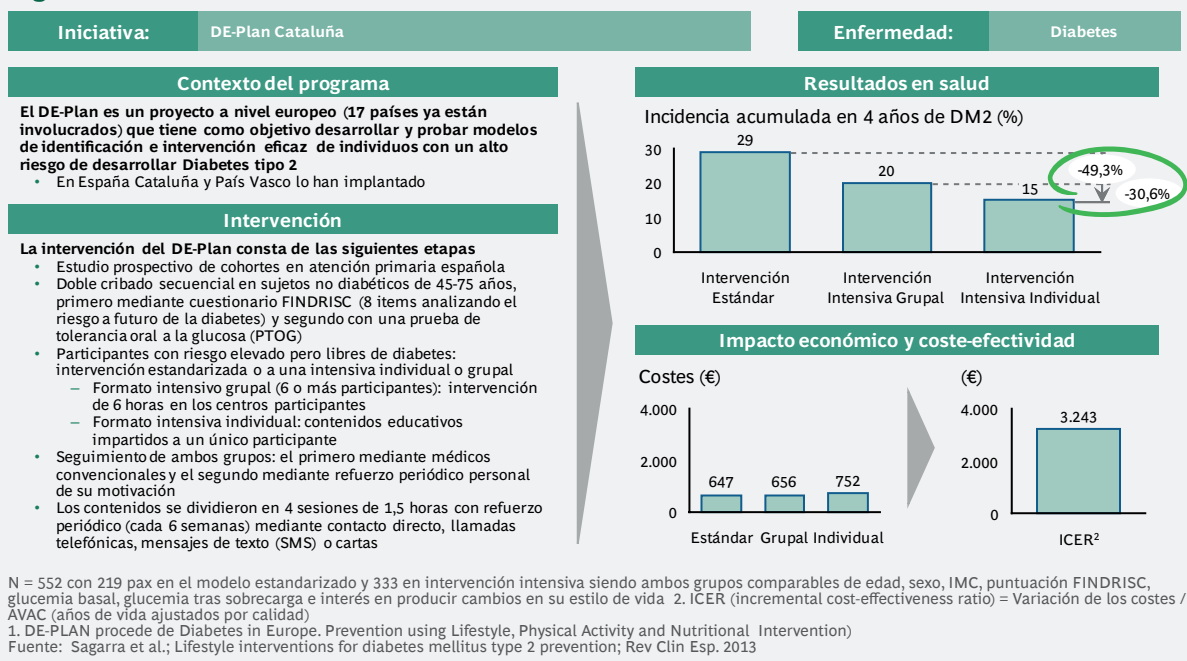 Iniciativa:
DE-Plan Cataluña
Enfermedad:
Diabetes
Contexto del programa
El DE-Plan es un proyecto a nivel europeo (17 países ya están
involucrados) que tiene como objetivo desarrollar y probar modelos
de identificación e intervención eficaz de individuos con un alto
riesgo de desarrollar Diabetes tipo 2
• En España Cataluña y País Vasco lo han implantado
Intervención
La intervención del DE-Plan consta de las siguientes etapas
• Estudio prospectivo de cohortes en atención primaria española
• Doble cribado secuencial en sujetos no diabéticos de 45-75 años,
primero mediante cuestionario FINDRISC (8 items analizando el
riesgo a futuro de la diabetes) y segundo con una prueba de
tolerancia oral a la glucosa (PTOG)
• Participantes con riesgo elevado pero libres de diabetes:
intervención estandarizada o a una intensiva individual o grupal
– Formato intensivo grupal (6 o más participantes): intervención
de 6 horas en los centros participantes
– Formato intensiva individual: contenidos educativos
impartidos a un único participante
• Seguimiento de ambos grupos: el primero mediante médicos
convencionales y el segundo mediante refuerzo periódico personal
de su motivación
• Los contenidos se dividieron en 4 sesiones de 1,5 horas con refuerzo
periódico (cada 6 semanas) mediante contacto directo, llamadas
telefónicas, mensajes de texto (SMS) o cartas
Resultados en salud
Incidencia acumulada en 4 años de DM2 (%)
30
20
10
0
29
20
15
-49,3%
-30,6%
Intervención
Estándar
Intervención
Intensiva Grupal
Intervención
Intensiva Individual
Impacto económico y coste-efectividad
Costes (€)
4.000
2.000
0
647
656
752
Estándar
Grupal
Individual
(€)
4.000
2.000
0
3.243
ICER²
N = 552 con 219 pax en el modelo estandarizado y 333 en intervención intensiva siendo ambos grupos comparables de edad, sexo, IMC, puntuación FINDRISC,
glucemia basal, glucemia tras sobrecarga e interés en producir cambios en su estilo de vida 2. ICER (incremental cost-effectiveness ratio) = Variación de los costes /
AVAC (años de vida ajustados por calidad)
1. DE-PLAN procede de Diabetes in Europe. Prevention using Lifestyle, Physical Activity and Nutritional Intervention)
Fuente: Sagarra et al.; Lifestyle interventions for diabetes mellitus type 2 prevention; Rev Clin Esp. 2013